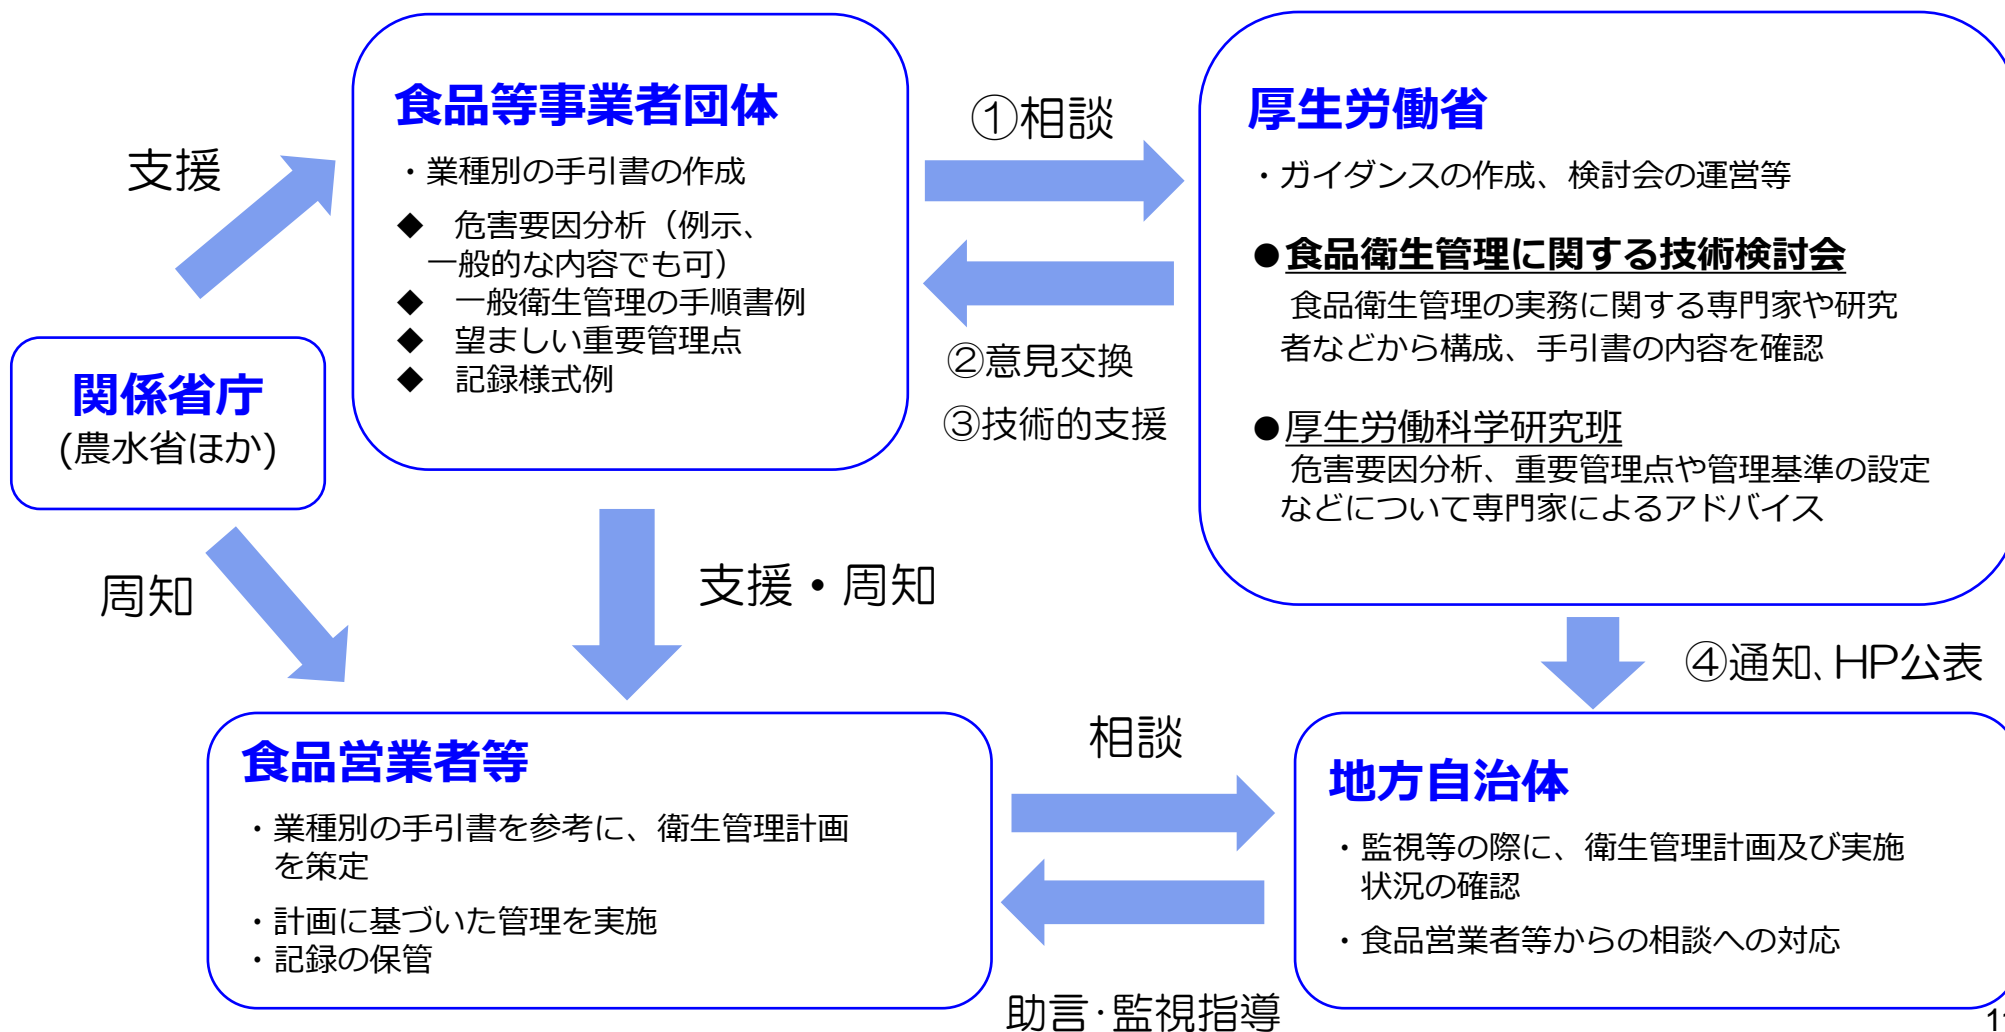 食品等事業者団体
・業種別の手引書の作成
◆ 危害要因分析（例示、
一般的な内容でも可）
◆ 一般衛生管理の手順書例
◆ 望ましい重要管理点
◆ 記録様式例
①相談
②意見交換
③技術的支援
厚生労働省
・ガイダンスの作成、検討会の運営等
●食品衛生管理に関する技術検討会
食品衛生管理の実務に関する専門家や研究
者などから構成、手引書の内容を確認
●厚生労働科学研究班
危害要因分析、重要管理点や管理基準の設定
などについて専門家によるアドバイス
支援
関係省庁
(農水省ほか)
周知
支援・周知
④通知、HP公表
食品営業者等
・業種別の手引書を参考に、衛生管理計画
を策定
・計画に基づいた管理を実施
・記録の保管
相談
助言·監視指導
地方自治体
・監視等の際に、衛生管理計画及び実施
状況の確認
・食品営業者等からの相談への対応